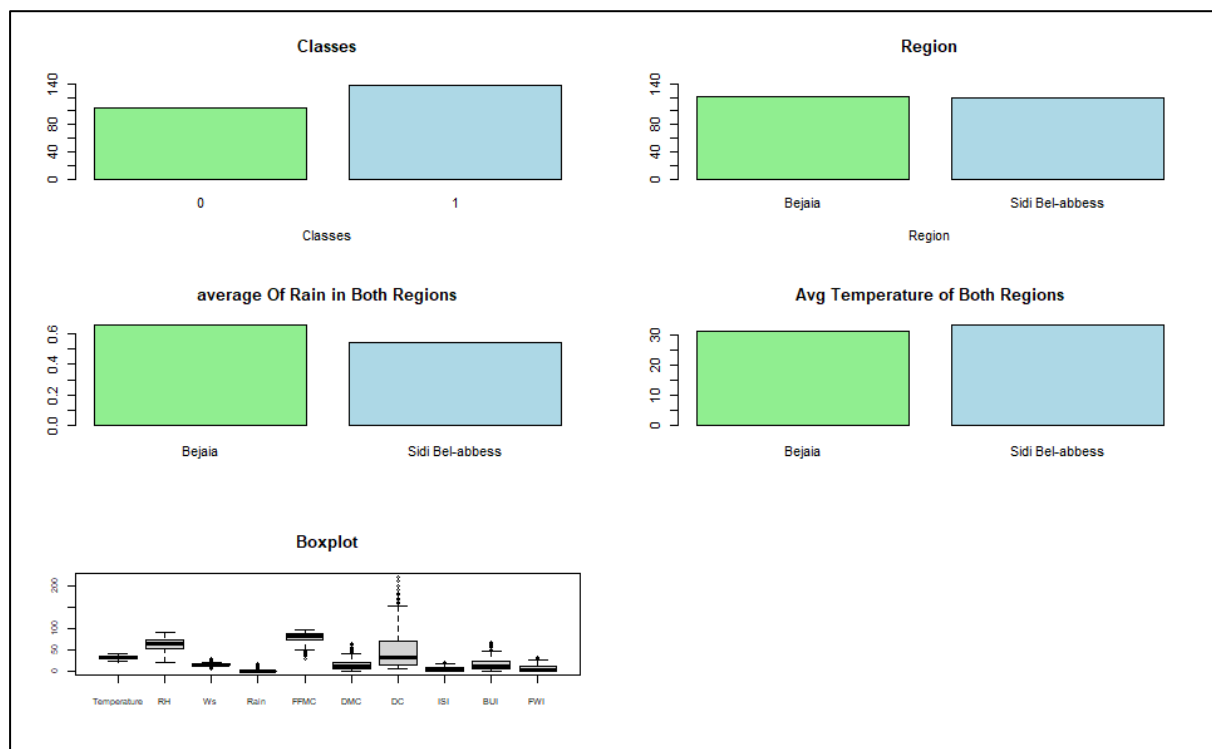 Classes
140
80
40
0
0
1
Classes
Region
140
80
40
0
Bejaia
Sidi Bel-abbess
Region
average Of Rain in Both Regions
0.6
0.4
0.2
0.0
Bejaia
Sidi Bel-abbess
Avg Temperature of Both Regions
30
20
10
0
Bejaia
Sidi Bel-abbess
Boxplot
200
100
50
0
Temperature RH Ws Rain FFMC DMC DC ISI BUI FWI